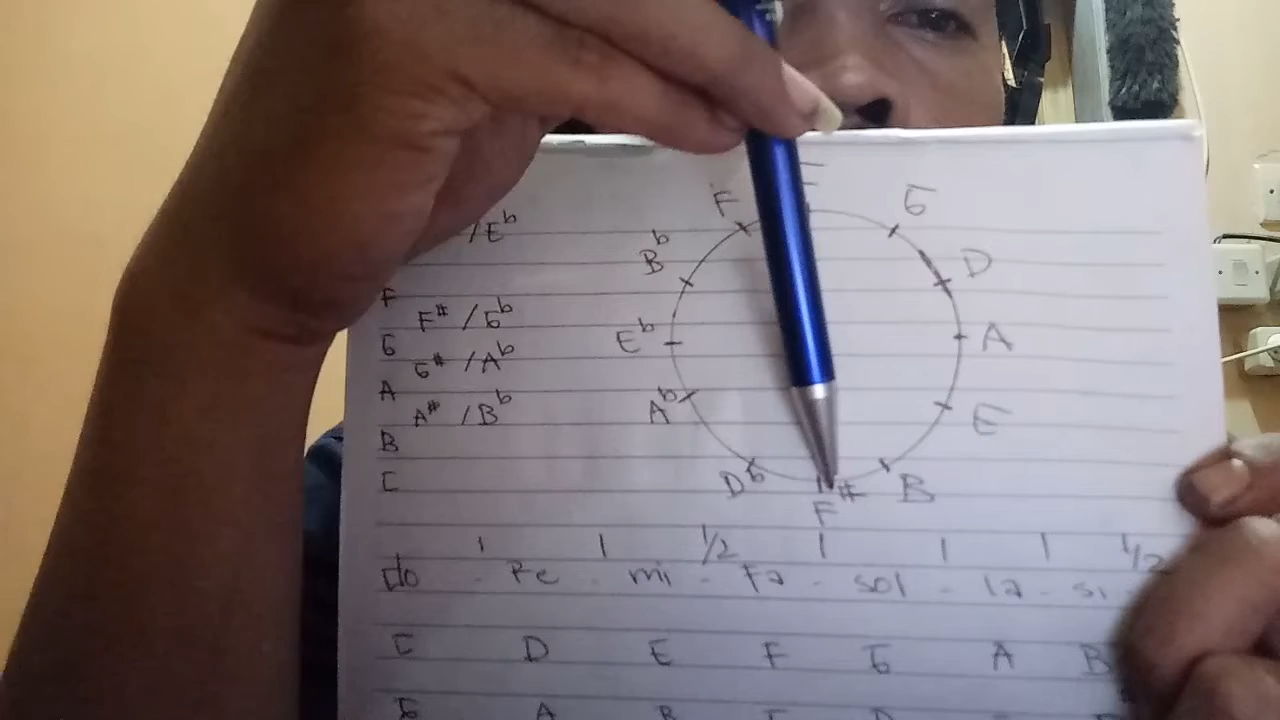 /E♭
F
F# /G♭
G
G# /A♭
A
A# /B♭
B
C
F
G
B♭
D
E♭
A
A♭
E
D♭
B
F#
1 1 1/2 1 1 1 1/2
do - Re - mi - Fa - sol - la - si
C D E F G A B
G A B